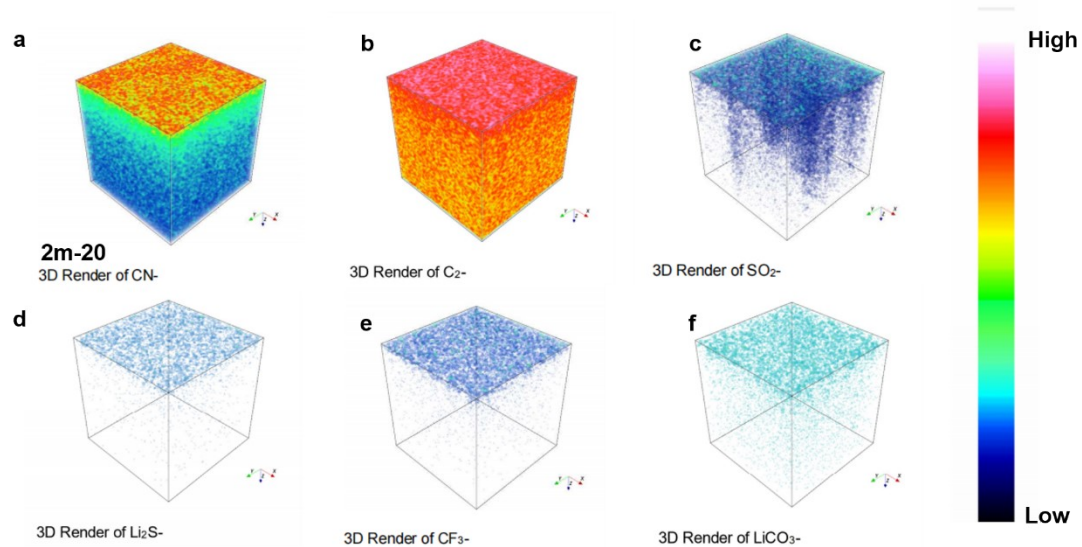 a
b
c
High
2m-20
3D Render of CN-
3D Render of C₂-
3D Render of SO₂-
d
e
f
Low
3D Render of Li₂S-
3D Render of CF₃-
3D Render of LiCO₃-